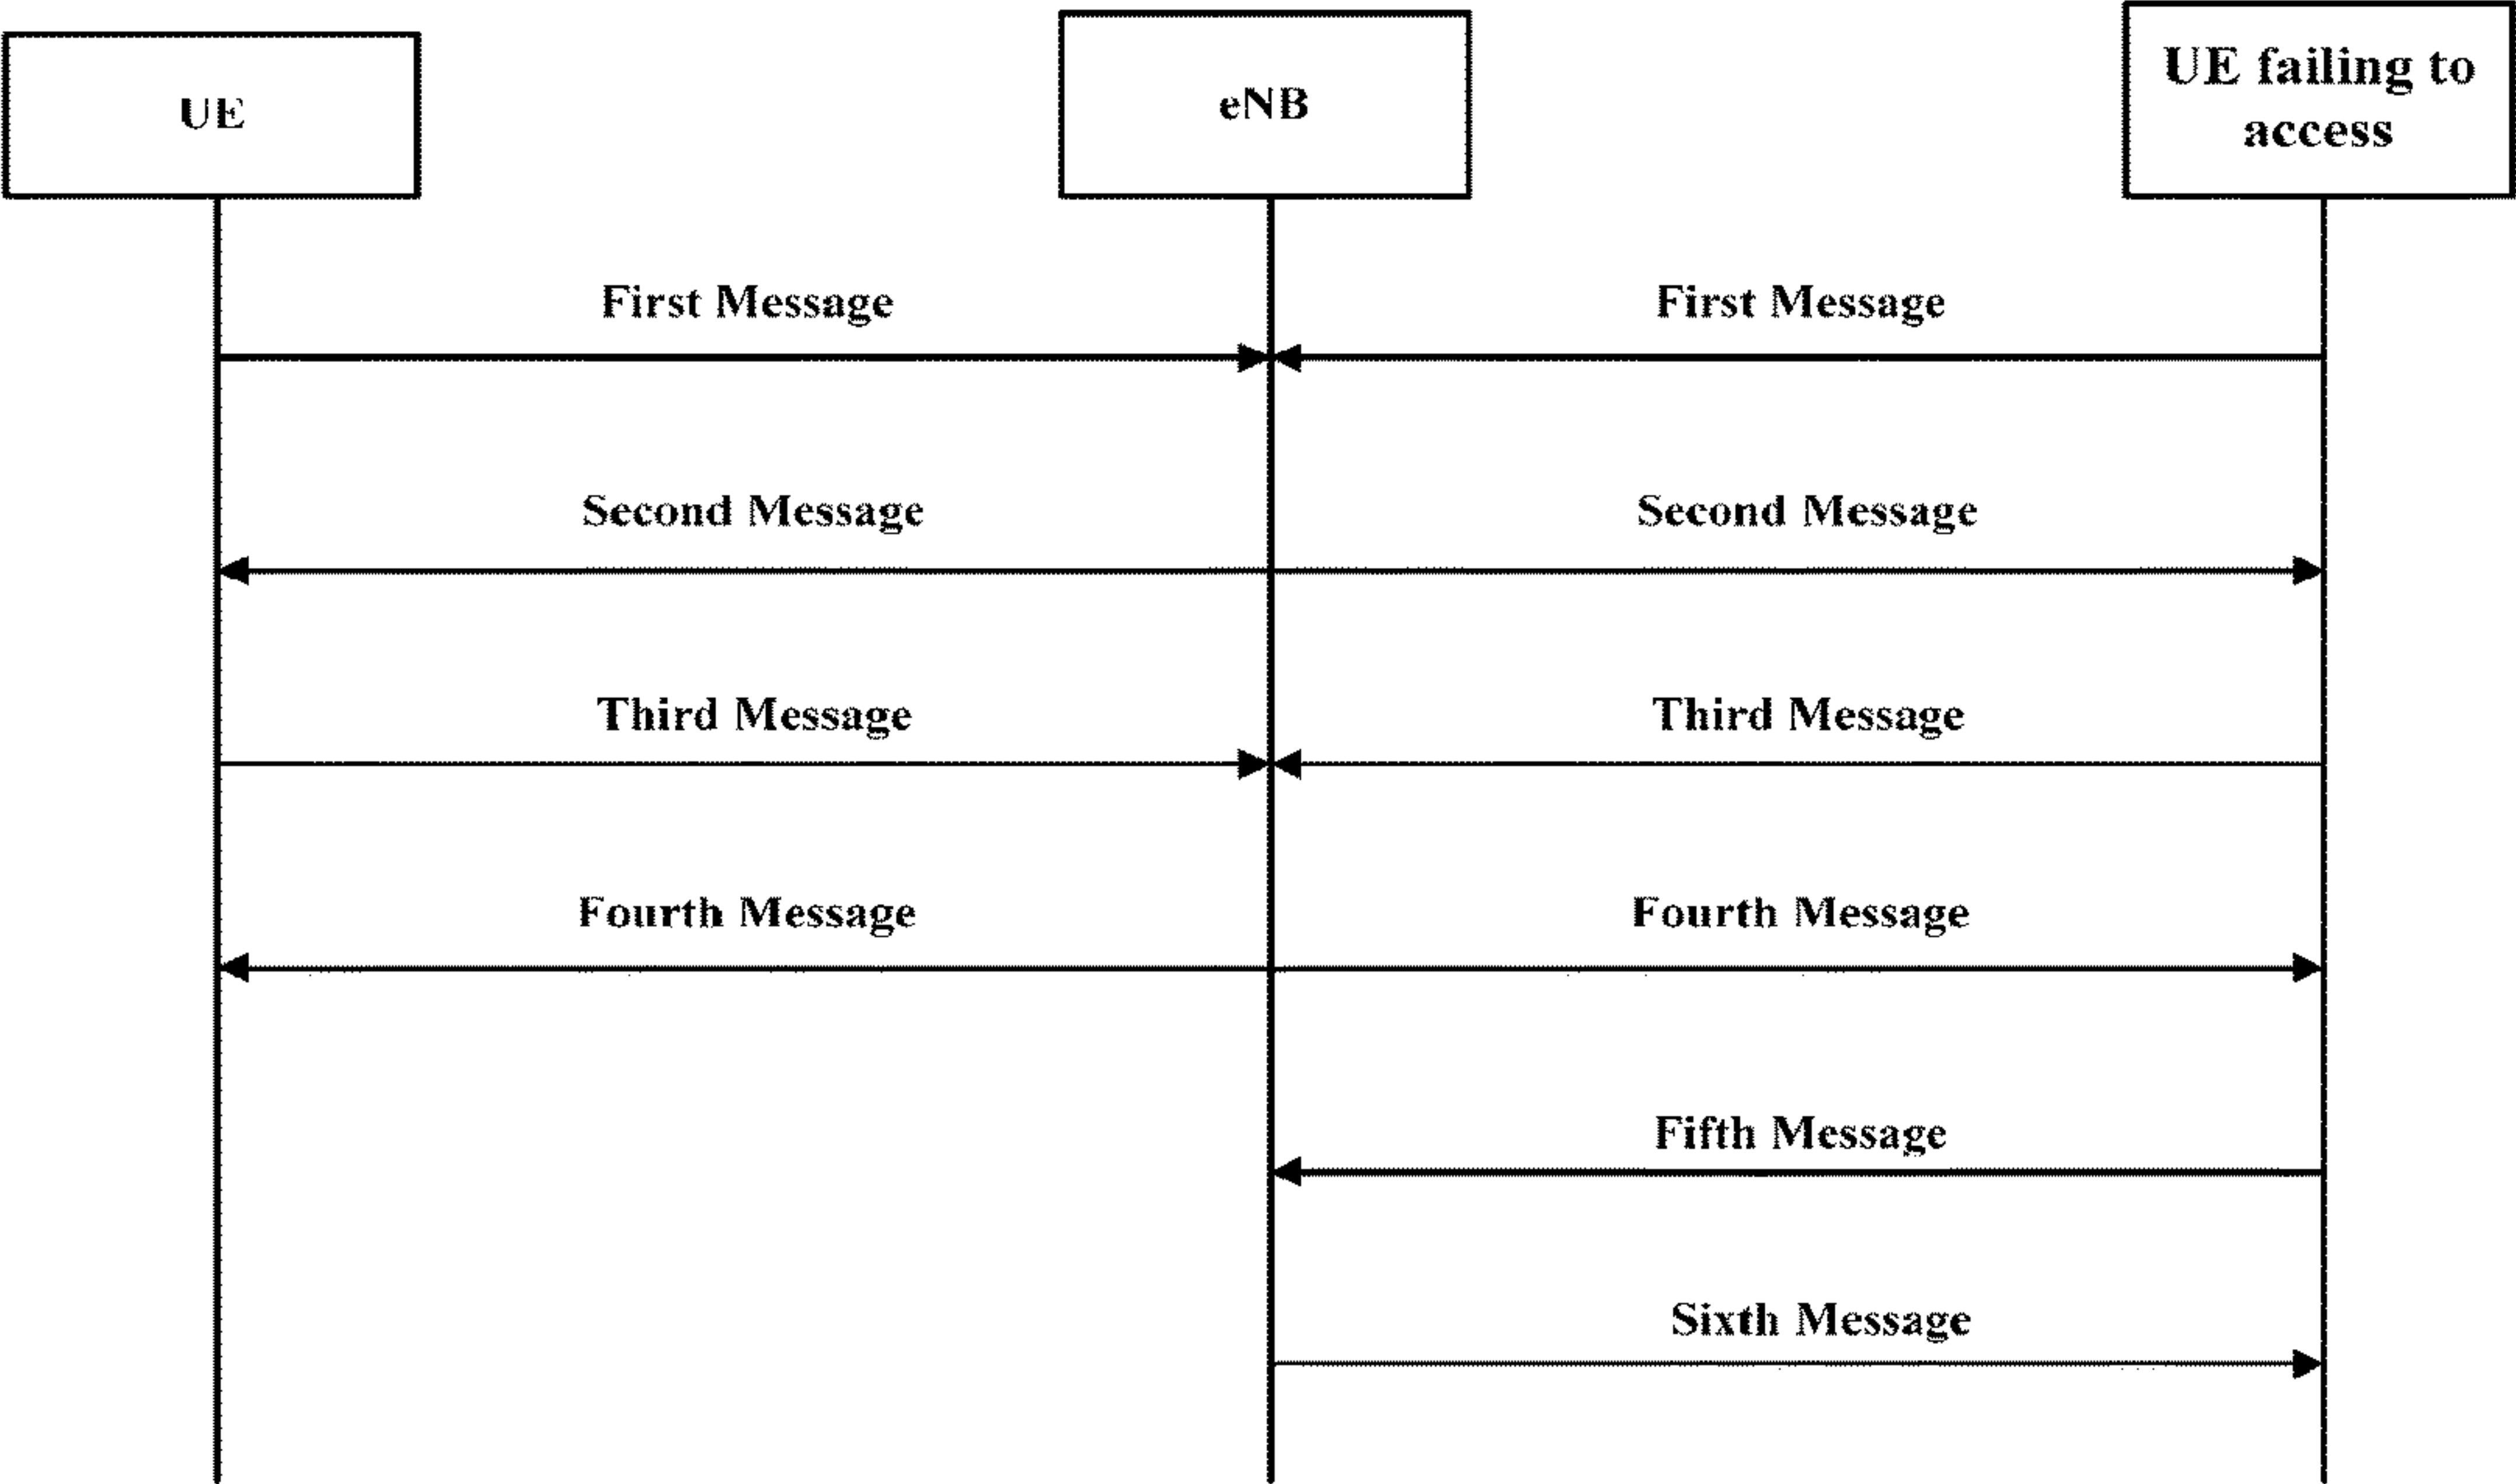 UE
eNB
UE failing to
access
First Message
First Message
Second Message
Second Message
Third Message
Third Message
Fourth Message
Fourth Message
Fifth Message
Sixth Message